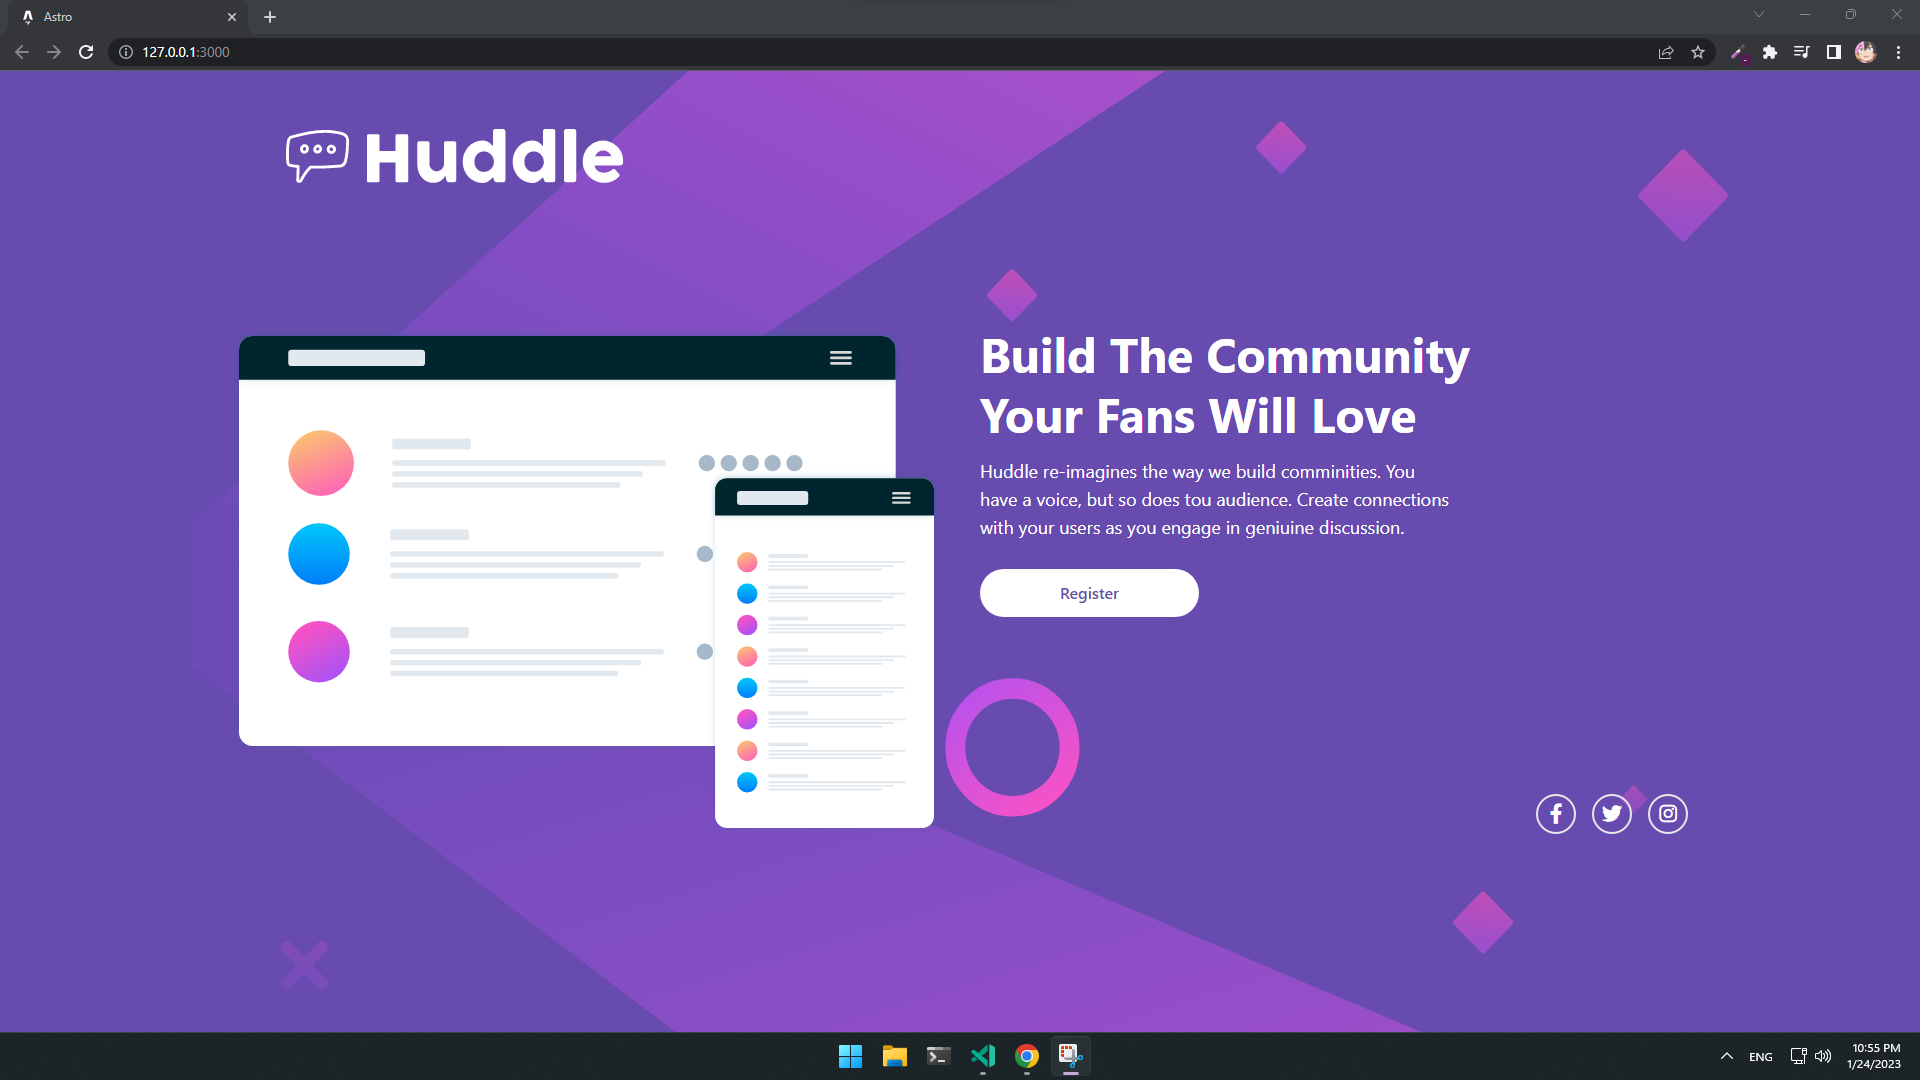 Astro
127.0.0.1:3000
Huddle
Build The Community
Your Fans Will Love
Huddle re-imagines the way we build comminities. You
have a voice, but so does tou audience. Create connections
with your users as you engage in geniuine discussion.
Register
ENG
10:55 PM
1/24/2023